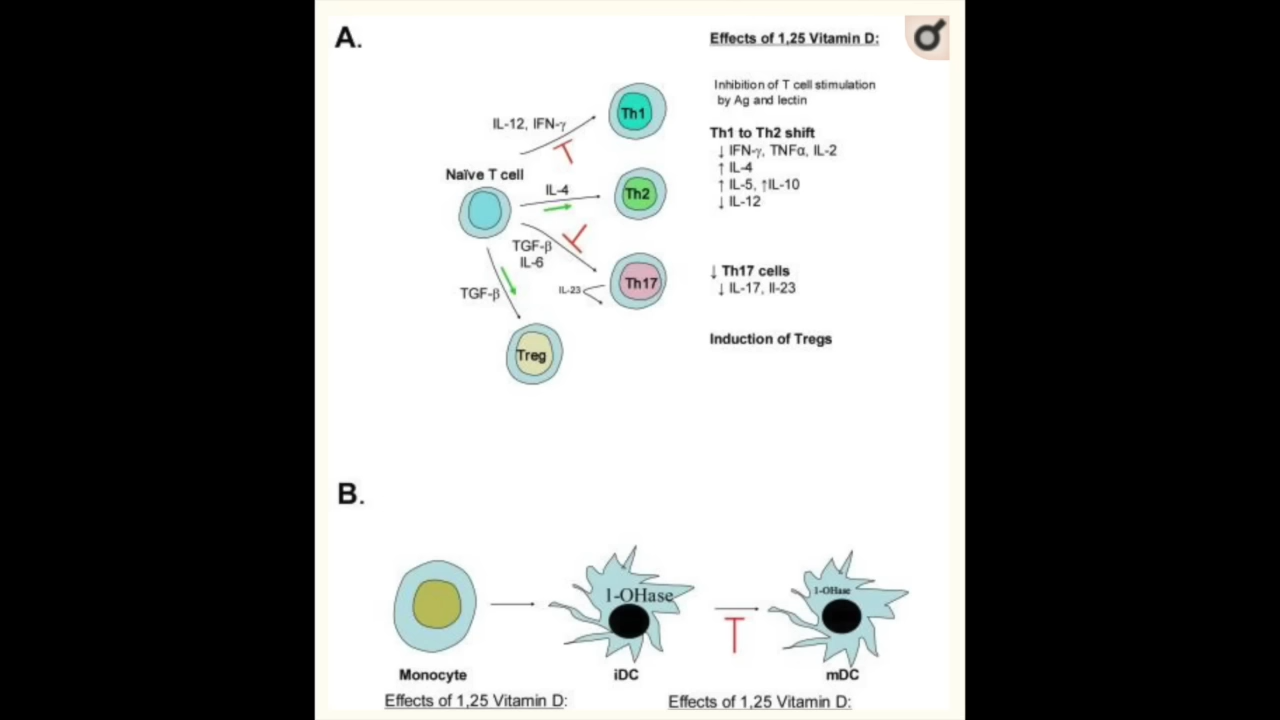 A.
Effects of 1,25 Vitamin D:
Inhibition of T cell stimulation
by Ag and lectin
Th1
IL-12, IFN-γ
Th1 to Th2 shift
↓ IFN-γ, TNFα, IL-2
↑ IL-4
↑ IL-5, ↑IL-10
↓ IL-12
Naïve T cell
IL-4
Th2
TGF-β
IL-6
↓ Th17 cells
↓ IL-17, Il-23
Th17
IL-23
TGF-β
Induction of Tregs
Treg
B.
1-OHase
1-OHase
Monocyte
iDC
mDC
Effects of 1,25 Vitamin D:
Effects of 1,25 Vitamin D: